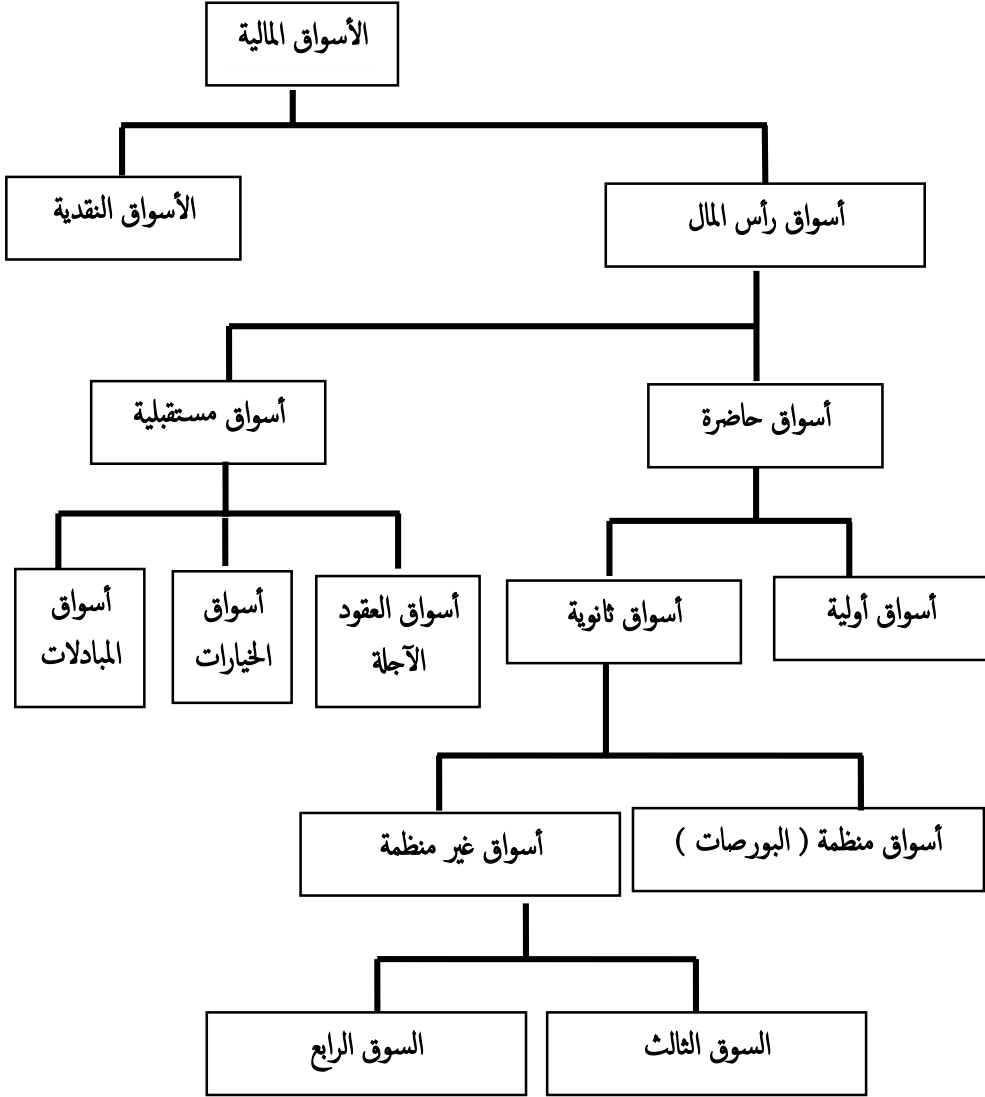 الأسواق المالية
أسواق رأس المال
الأسواق النقدية
أسواق حاضرة
أسواق مستقبلية
أسواق أولية
أسواق ثانوية
أسواق العقود
الآجلة
أسواق
الخيارات
أسواق
المبادلات
أسواق منظمة ( البورصات )
أسواق غير منظمة
السوق الثالث
السوق الرابع